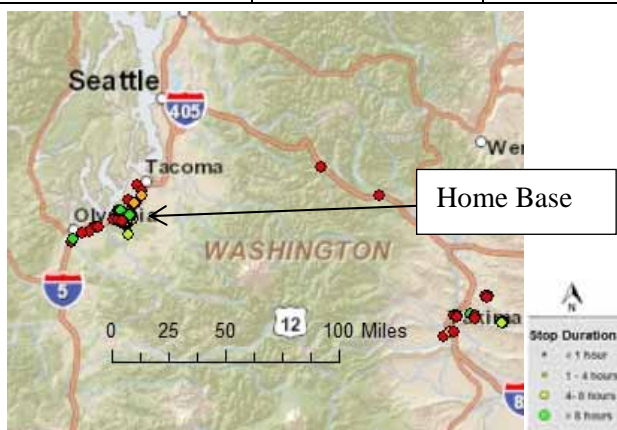 Seattle
405
Tacoma
Home Base
WASHINGTON
5
12
0 25 50 100 Miles
N
Stop Duration
< 1 hour
1 - 4 hours
4- 8 hours
> 8 hours